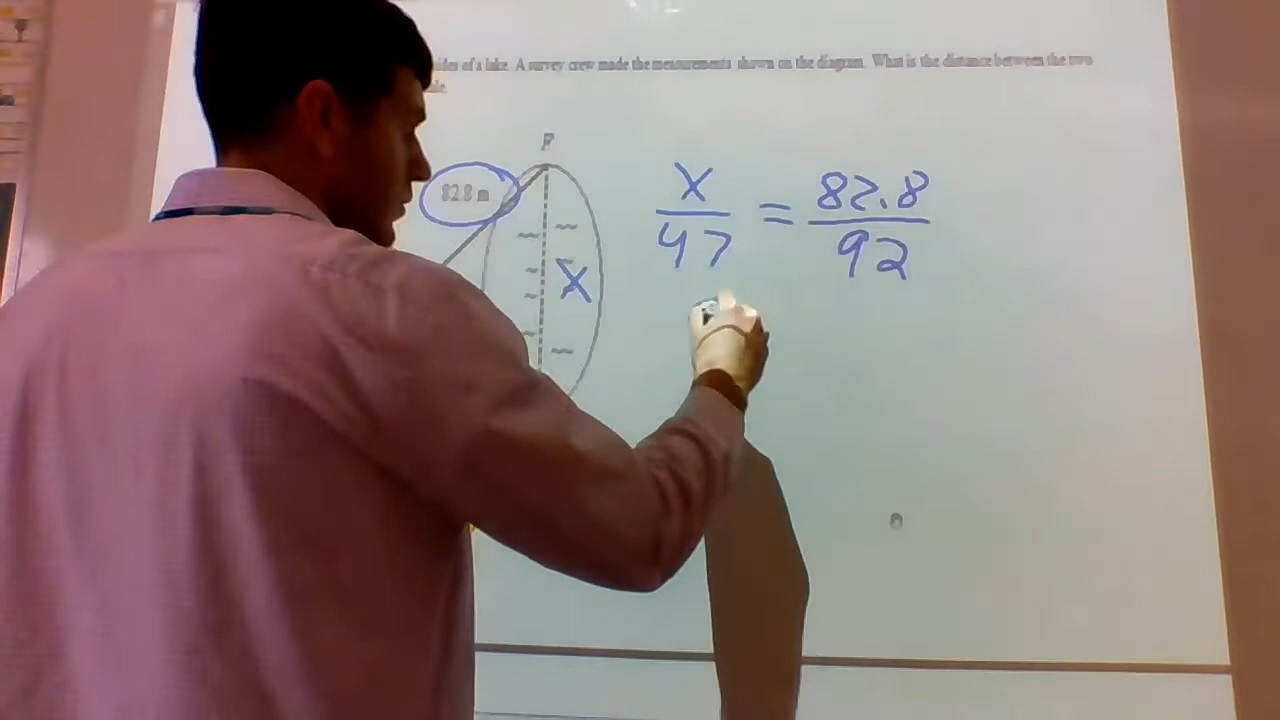 of a lake. A survey crew made the measurements shown on the diagram. What is the distance between the two
F
82.8 m
X
X = 82.8
47 92